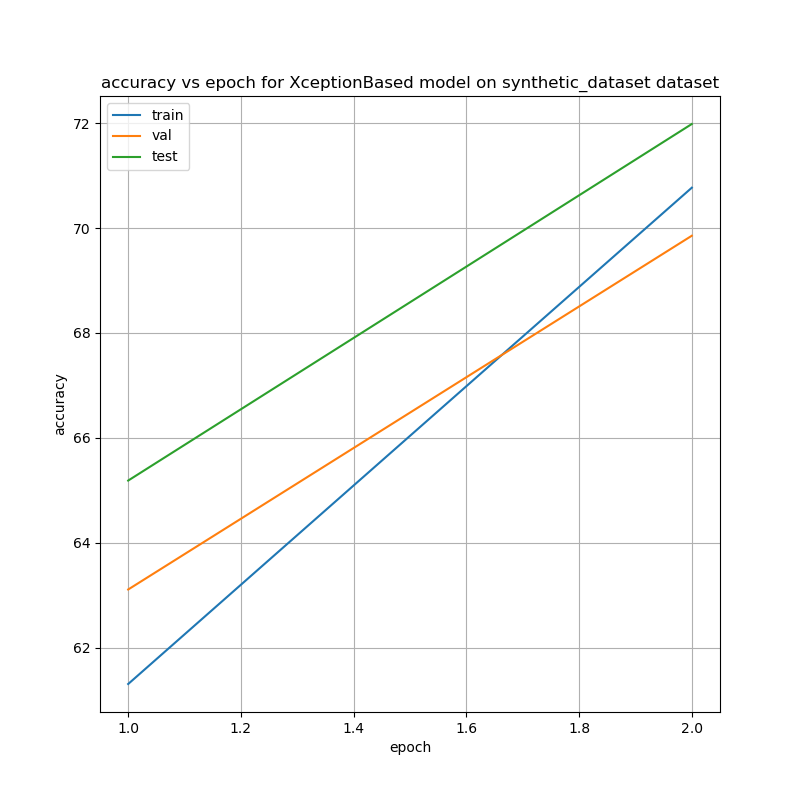 accuracy vs epoch for XceptionBased model on synthetic_dataset dataset
train
val
test
72
70
68
66
64
62
accuracy
1.0 1.2 1.4 1.6 1.8 2.0
epoch